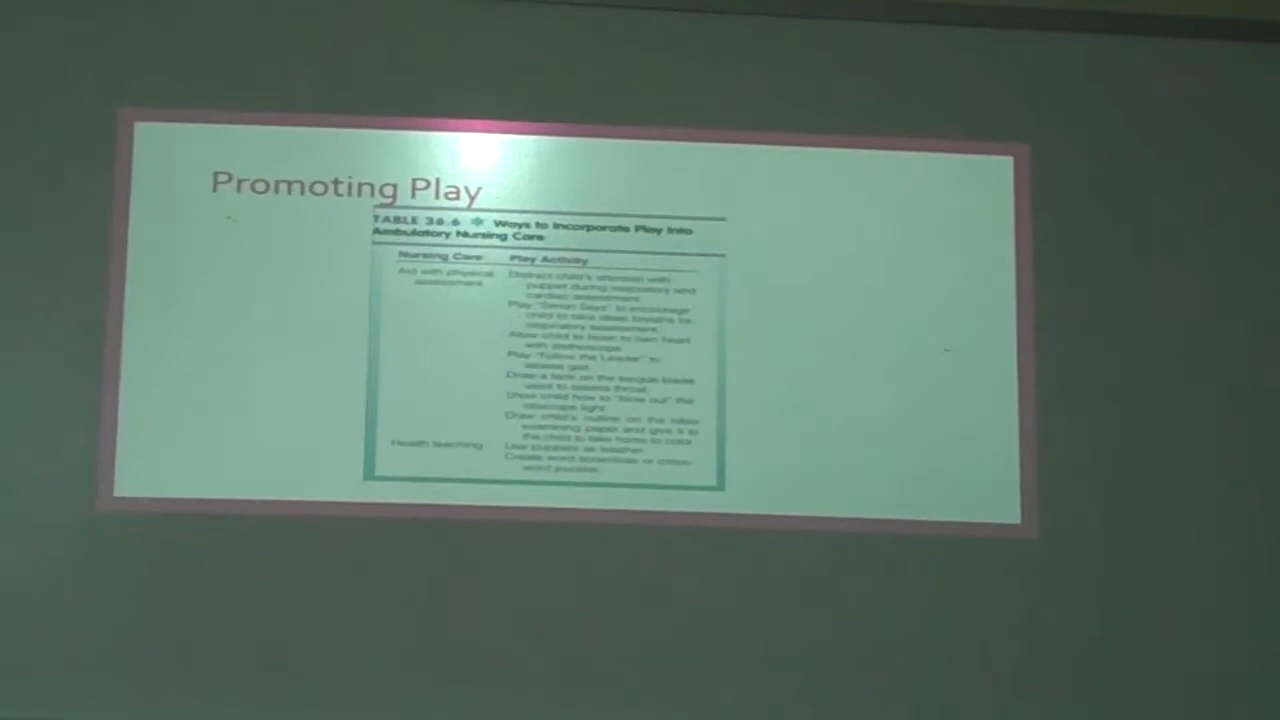 Promoting Play
TABLE 36.6 * Ways to Incorporate Play Into
Ambulatory Nursing Care
Nursing Care Play Activity
Aid with physical Distract child's attention with
assessment puppet during respiratory and
cardiac assessment.
Play "Simon Says" to encourage
child to take deep breaths for
respiratory assessment.
Allow child to listen to own heart
with stethoscope.
Play "Follow the Leader" to
assess gait.
Draw a face on the tongue blade
used to assess throat.
Show child how to "blow out" the
otoscope light.
Draw child's outline on the table
examining paper and give it to
the child to take home to color.
Health teaching Use puppets as teacher.
Create word scrambles or cross-
word puzzles.